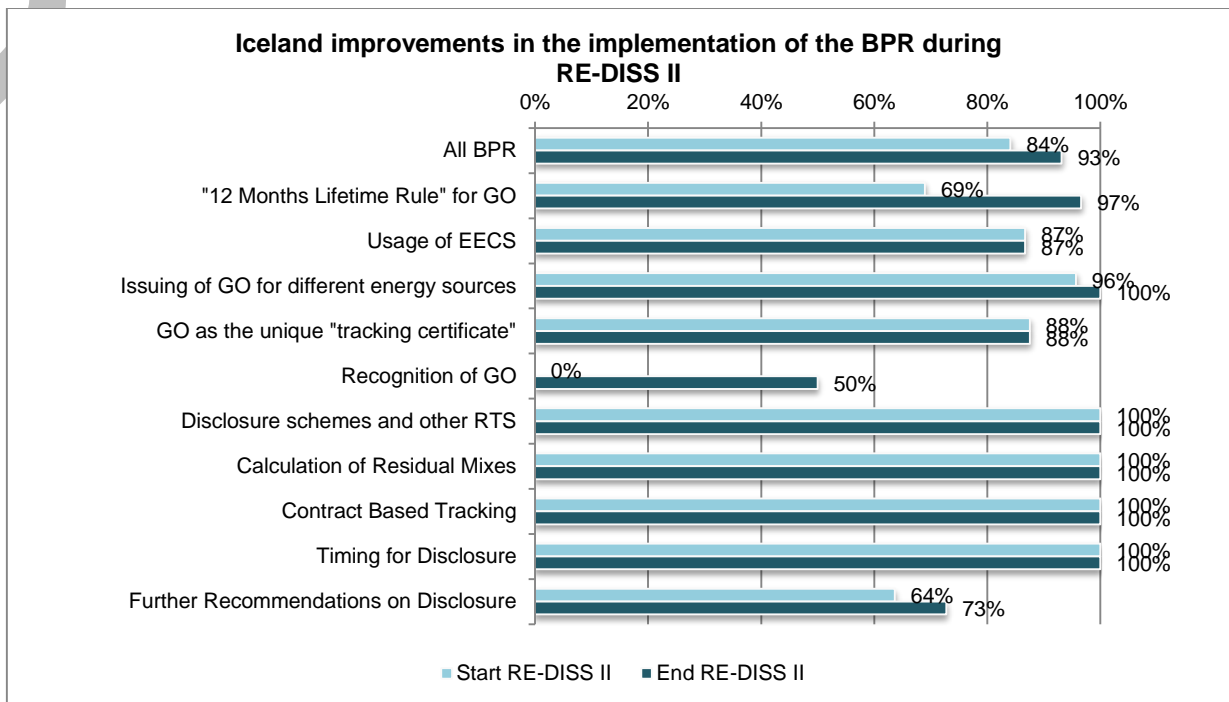 Iceland improvements in the implementation of the BPR during
RE-DISS II
0% 20% 40% 60% 80% 100%
All BPR 84%
93%
"12 Months Lifetime Rule" for GO 69%
97%
Usage of EECS 87%
87%
Issuing of GO for different energy sources 96%
100%
GO as the unique "tracking certificate" 88%
88%
Recognition of GO 0%
50%
Disclosure schemes and other RTS 100%
100%
Calculation of Residual Mixes 100%
100%
Contract Based Tracking 100%
100%
Timing for Disclosure 100%
100%
Further Recommendations on Disclosure 64%
73%
Start RE-DISS II End RE-DISS II